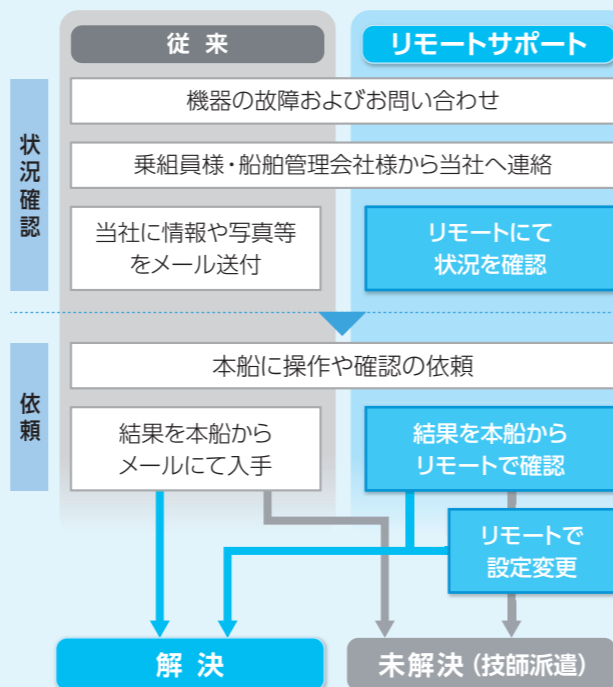 従来
リモートサポート
状況確認
機器の故障およびお問い合わせ
乗組員様・船舶管理会社様から当社へ連絡
当社に情報や写真等
をメール送付
リモートにて
状況を確認
依頼
本船に操作や確認の依頼
結果を本船から
メールにて入手
結果を本船から
リモートで確認
リモートで
設定変更
解決
未解決（技師派遣）